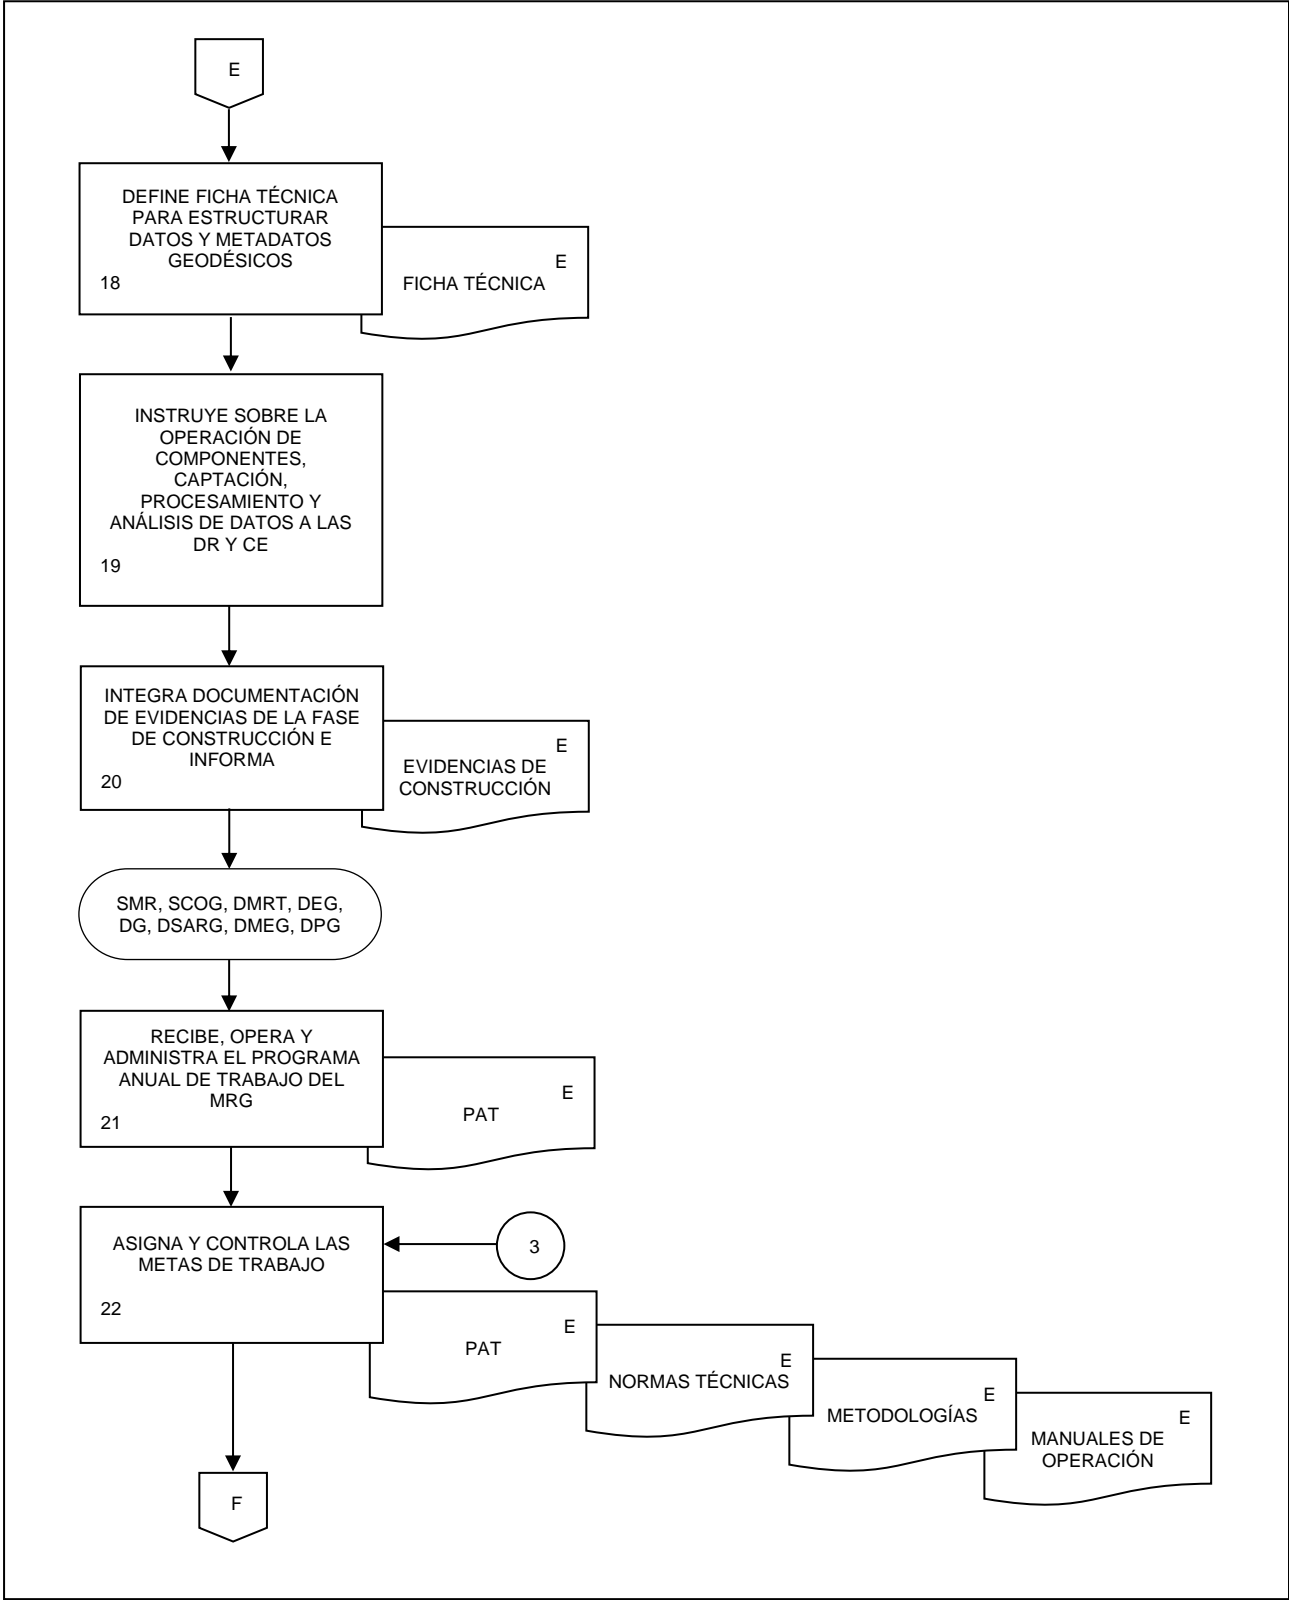 E
DEFINE FICHA TÉCNICA
PARA ESTRUCTURAR
DATOS Y METADATOS
GEODÉSICOS
18
E
FICHA TÉCNICA
INSTRUYE SOBRE LA
OPERACIÓN DE
COMPONENTES,
CAPTACIÓN,
PROCESAMIENTO Y
ANÁLISIS DE DATOS A LAS
DR Y CE
19
INTEGRA DOCUMENTACIÓN
DE EVIDENCIAS DE LA FASE
DE CONSTRUCCIÓN E
INFORMA
20
E
EVIDENCIAS DE
CONSTRUCCIÓN
SMR, SCOG, DMRT, DEG,
DG, DSARG, DMEG, DPG
RECIBE, OPERA Y
ADMINISTRA EL PROGRAMA
ANUAL DE TRABAJO DEL
MRG
21
E
PAT
ASIGNA Y CONTROLA LAS
METAS DE TRABAJO
22
3
E
PAT
E
NORMAS TÉCNICAS
E
METODOLOGÍAS
E
MANUALES DE
OPERACIÓN
F